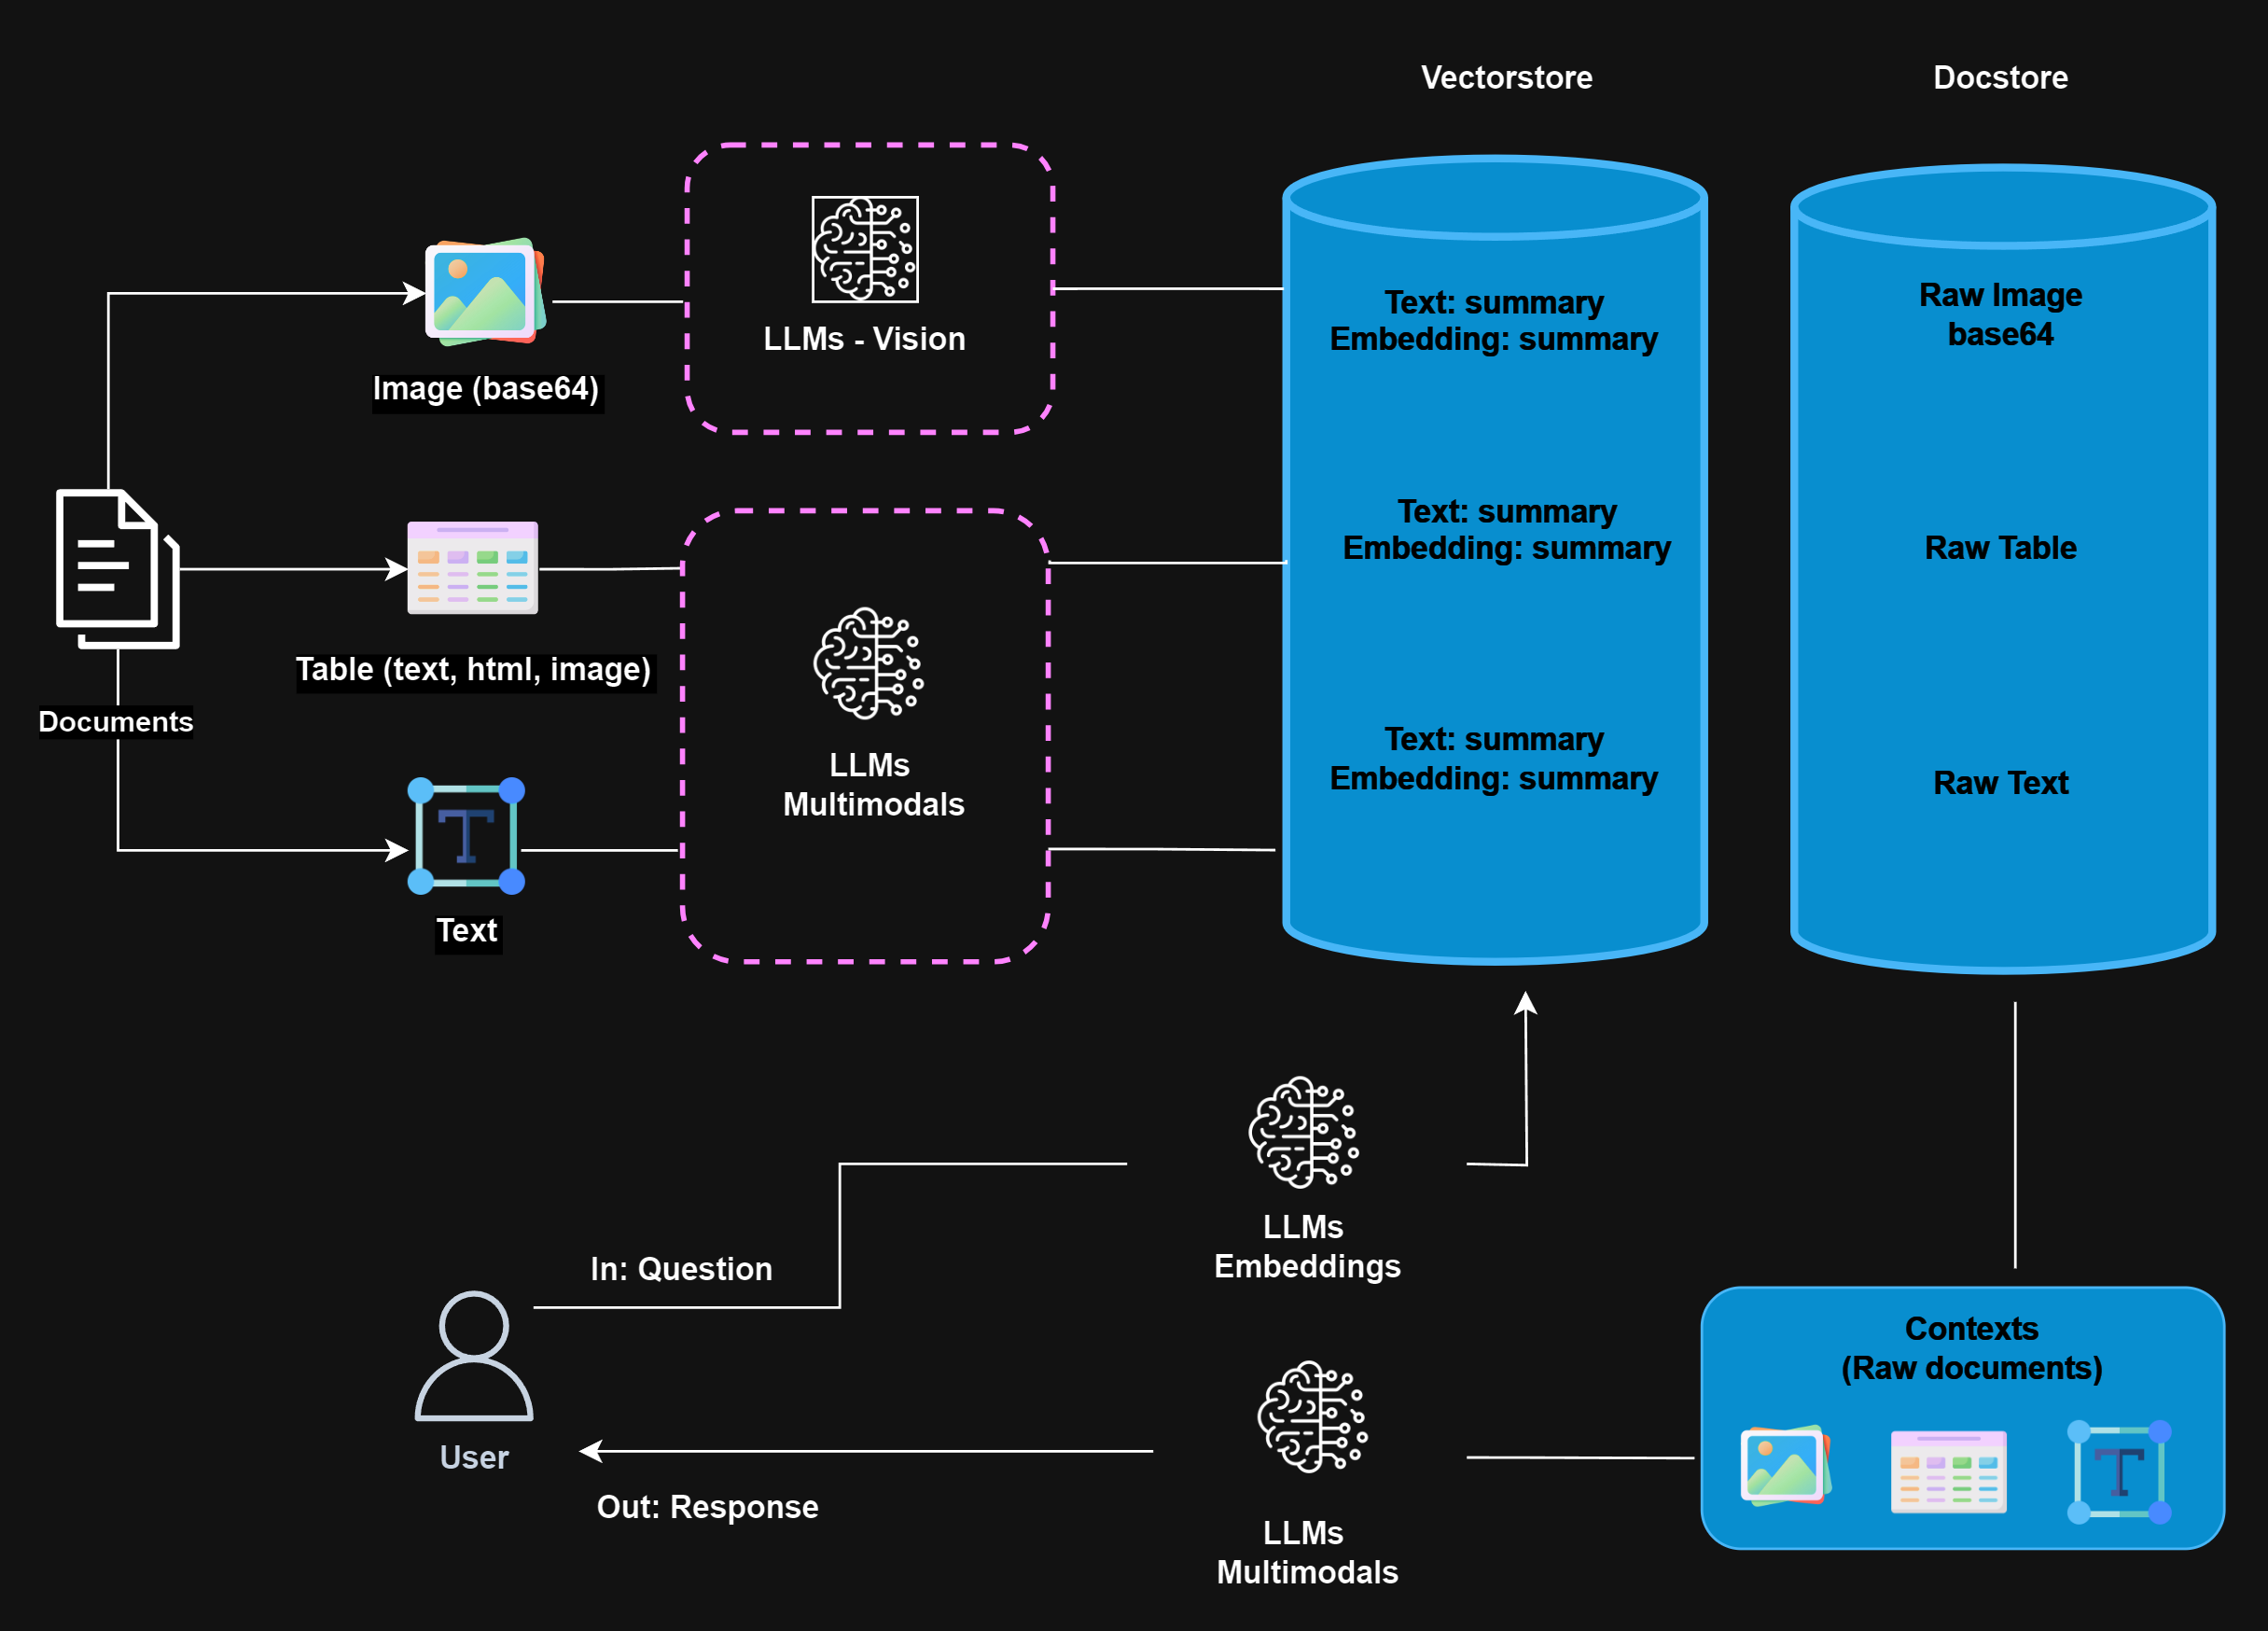 Vectorstore
Docstore
LLMs - Vision
Image (base64)
Text: summary
Embedding: summary
Raw Image
base64
Documents
Table (text, html, image)
LLMs
Multimodals
Text: summary
Embedding: summary
Raw Table
Text
Text: summary
Embedding: summary
Raw Text
In: Question
LLMs
Embeddings
User
Out: Response
LLMs
Multimodals
Contexts
(Raw documents)